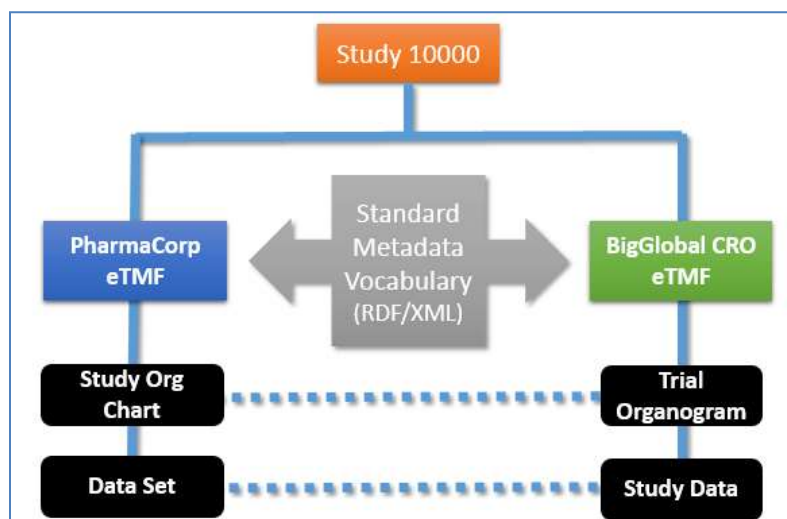 Study 10000
PharmaCorp
eTMF
Standard
Metadata
Vocabulary
(RDF/XML)
BigGlobal CRO
eTMF
Study Org
Chart
Trial
Organogram
Data Set
Study Data